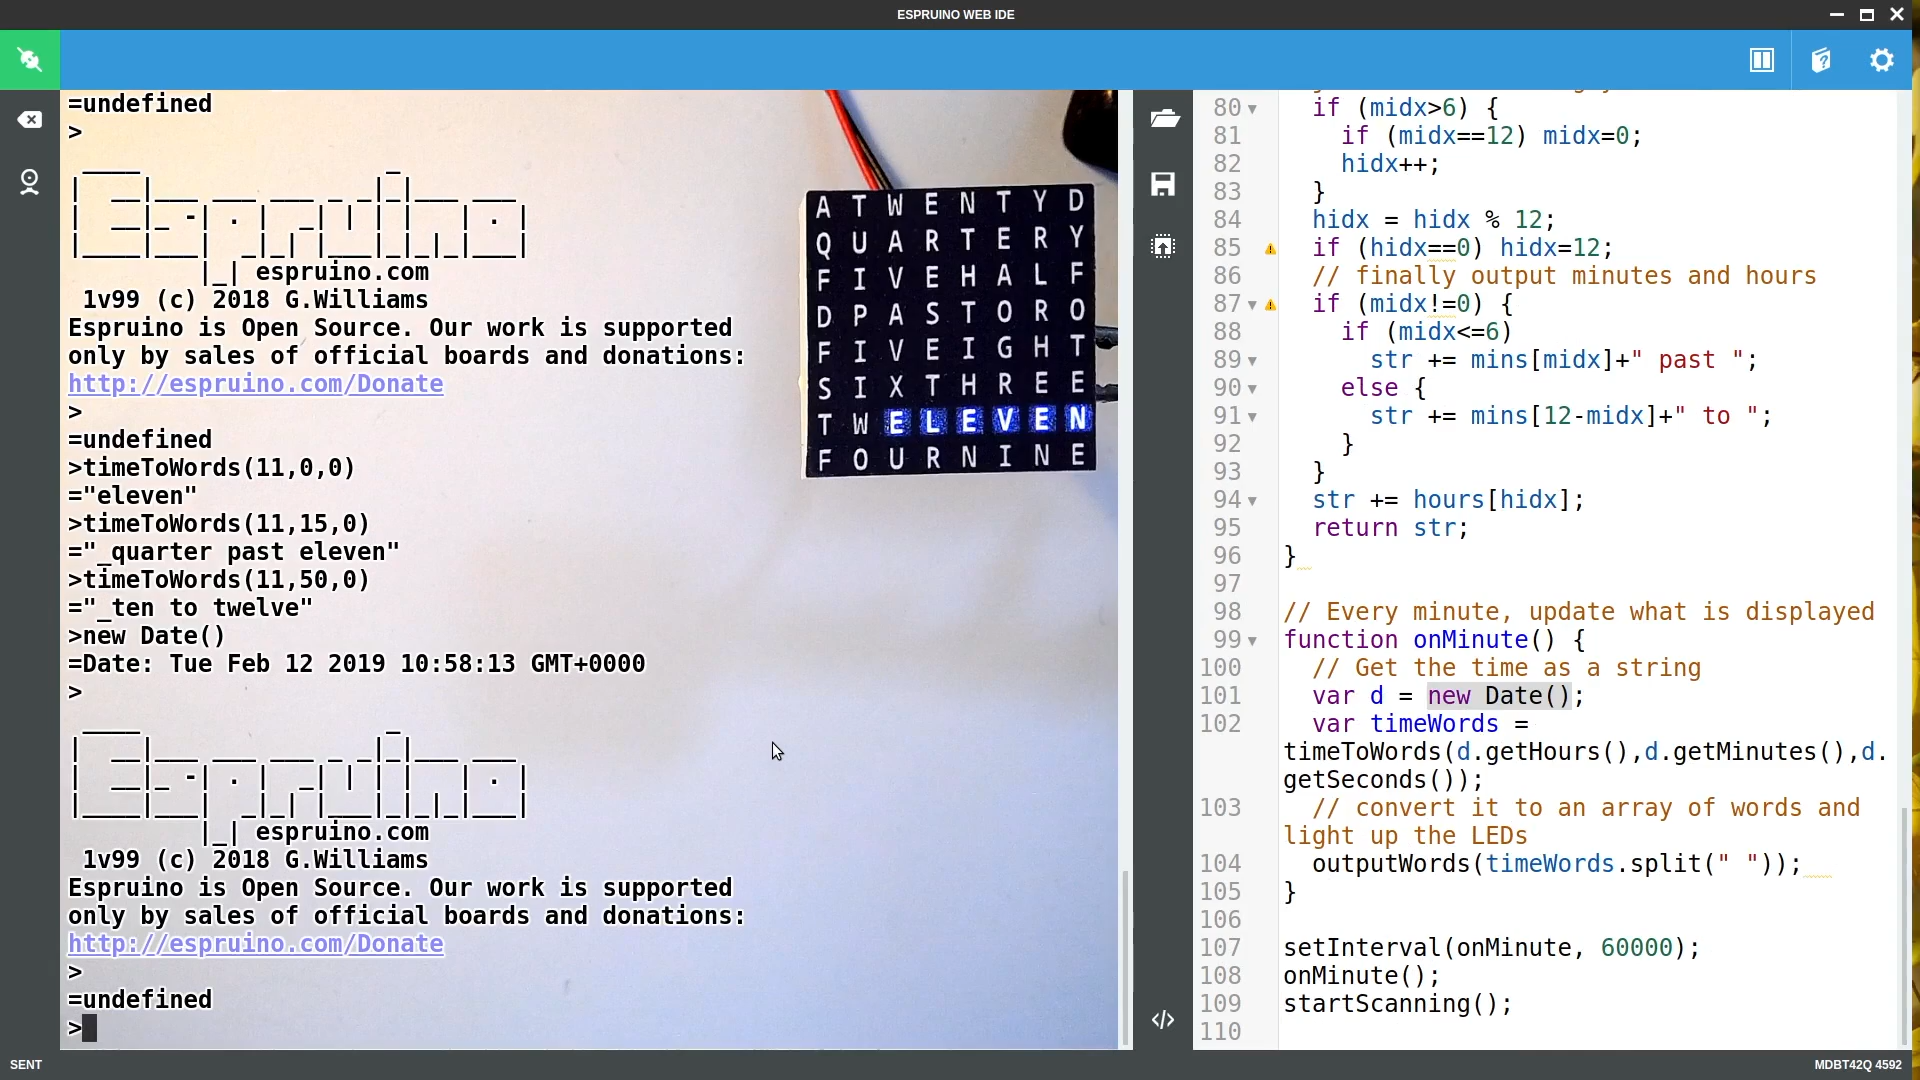 ESPRUINO WEB IDE
=undefined
>
espruino.com
1v99 (c) 2018 G.Williams
Espruino is Open Source. Our work is supported
only by sales of official boards and donations:
http://espruino.com/Donate
>
=undefined
>timeToWords(11,0,0)
="eleven"
>timeToWords(11,15,0)
="_quarter past eleven"
>timeToWords(11,50,0)
="_ten to twelve"
>new Date()
=Date: Tue Feb 12 2019 10:58:13 GMT+0000
>
espruino.com
1v99 (c) 2018 G.Williams
Espruino is Open Source. Our work is supported
only by sales of official boards and donations:
http://espruino.com/Donate
>
=undefined
>
ATWENTYD
QUARTERY
FIVEHALF
DPASTORO
FIVEIGHT
SIXTHREE
TWELEVEN
FOURNINE
80 if (midx>6) {
81 if (midx==12) midx=0;
82 hidx++;
83 }
84 hidx = hidx % 12;
85 if (hidx==0) hidx=12;
86 // finally output minutes and hours
87 if (midx!=0) {
88 if (midx<=6)
89 str += mins[midx]+" past ";
90 else {
91 str += mins[12-midx]+" to ";
92 }
93 }
94 str += hours[hidx];
95 return str;
96 }
97
98 // Every minute, update what is displayed
99 function onMinute() {
100 // Get the time as a string
101 var d = new Date();
102 var timeWords =
timeToWords(d.getHours(),d.getMinutes(),d.
getSeconds());
103 // convert it to an array of words and
light up the LEDs
104 outputWords(timeWords.split(" "));
105 }
106
107 setInterval(onMinute, 60000);
108 onMinute();
109 startScanning();
110
SENT
MDBT42Q 4592